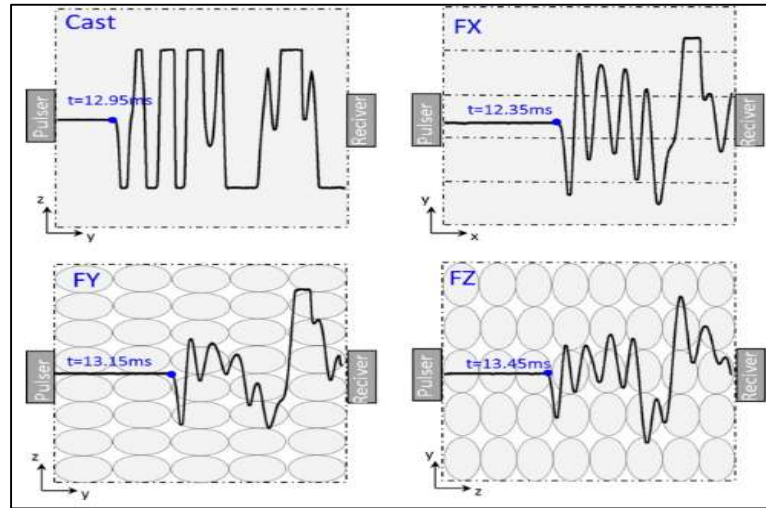 Cast
t=12.95ms
Pulser
Reciver
z
y
FX
t=12.35ms
Pulser
Reciver
y
x
FY
t=13.15ms
Pulser
Reciver
z
y
FZ
t=13.45ms
Pulser
Reciver
y
z